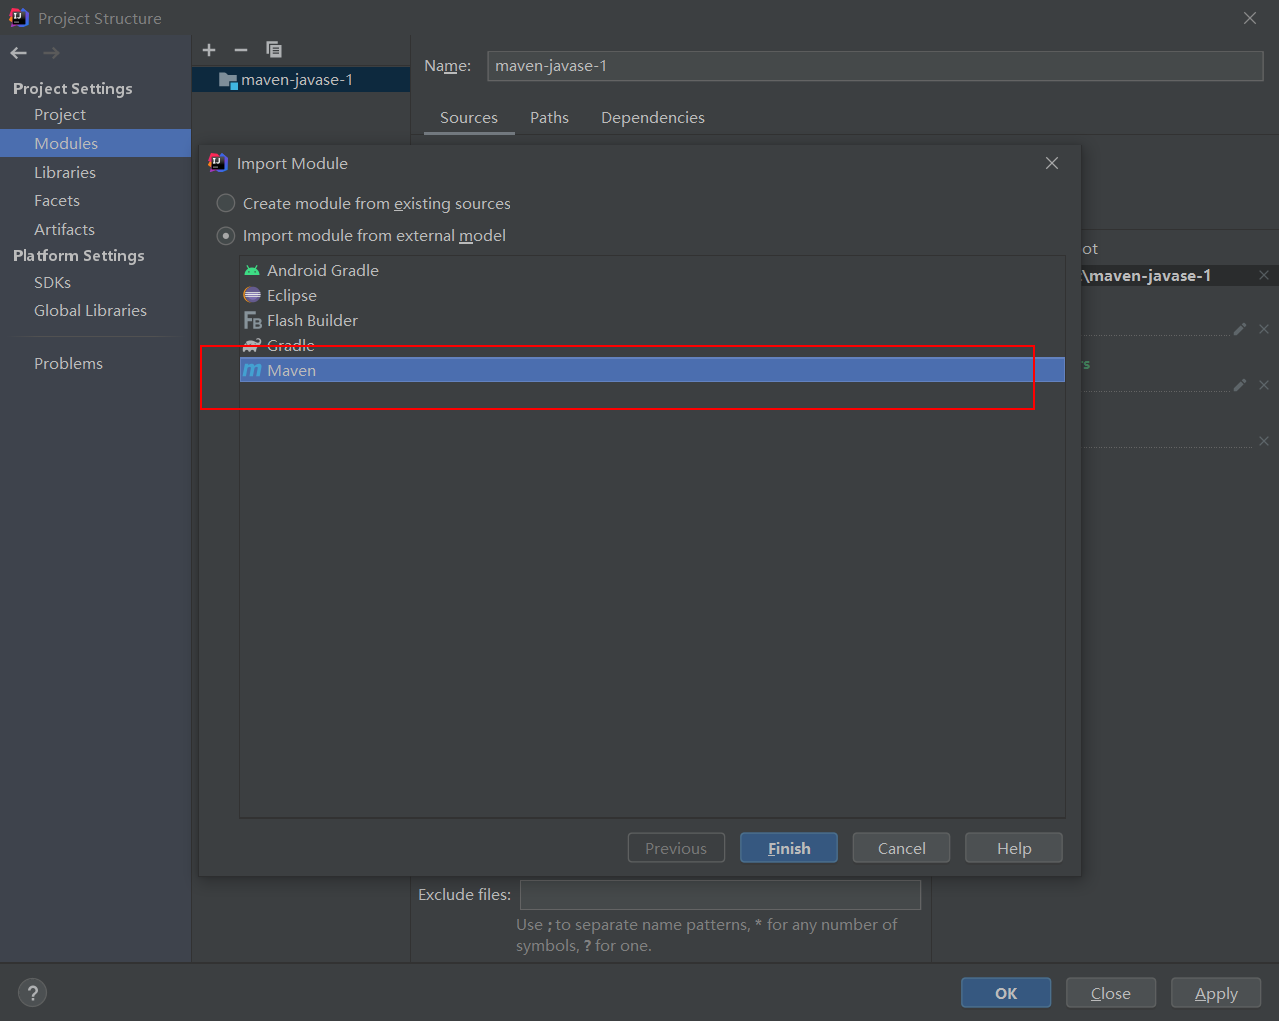 Project Structure
Project Settings
Project
Modules
Libraries
Facets
Artifacts
Platform Settings
SDKs
Global Libraries
Problems
maven-javase-1
Name: maven-javase-1
Sources Paths Dependencies
Import Module
Create module from existing sources
Import module from external model
Android Gradle
Eclipse
Flash Builder
Gradle
Maven
ot
\maven-javase-1
rs
Previous Finish Cancel Help
Exclude files:
Use ; to separate name patterns, * for any number of
symbols, ? for one.
? OK Close Apply